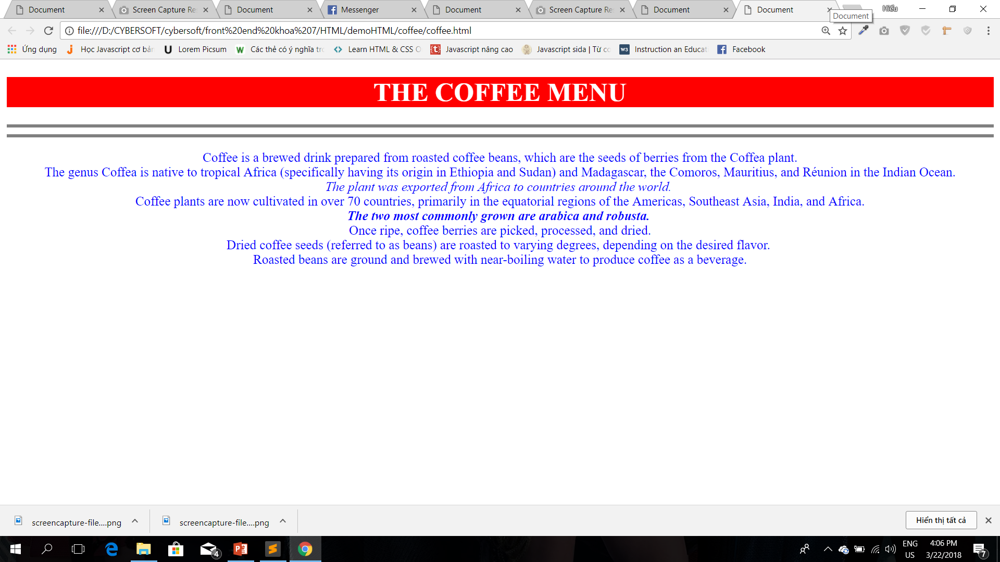 Document
Screen Capture Re
Document
Messenger
Document
Screen Capture Re
Document
Document
Hiếu
Document
file:///D:/CYBERSOFT/cybersoft/front%20end%20khoa%207/HTML/demoHTML/coffee/coffee.html
Ứng dụng
Học Javascript cơ bản
Lorem Picsum
Các thẻ có ý nghĩa tro
Learn HTML & CSS O
Javascript nâng cao
Javascript sida | Từ cơ
Instruction an Educat
Facebook
THE COFFEE MENU
Coffee is a brewed drink prepared from roasted coffee beans, which are the seeds of berries from the Coffea plant.
The genus Coffea is native to tropical Africa (specifically having its origin in Ethiopia and Sudan) and Madagascar, the Comoros, Mauritius, and Réunion in the Indian Ocean.
The plant was exported from Africa to countries around the world.
Coffee plants are now cultivated in over 70 countries, primarily in the equatorial regions of the Americas, Southeast Asia, India, and Africa.
The two most commonly grown are arabica and robusta.
Once ripe, coffee berries are picked, processed, and dried.
Dried coffee seeds (referred to as beans) are roasted to varying degrees, depending on the desired flavor.
Roasted beans are ground and brewed with near-boiling water to produce coffee as a beverage.
screencapture-file....png
screencapture-file....png
Hiển thị tất cả
4
ENG
US
4:06 PM
3/22/2018
7